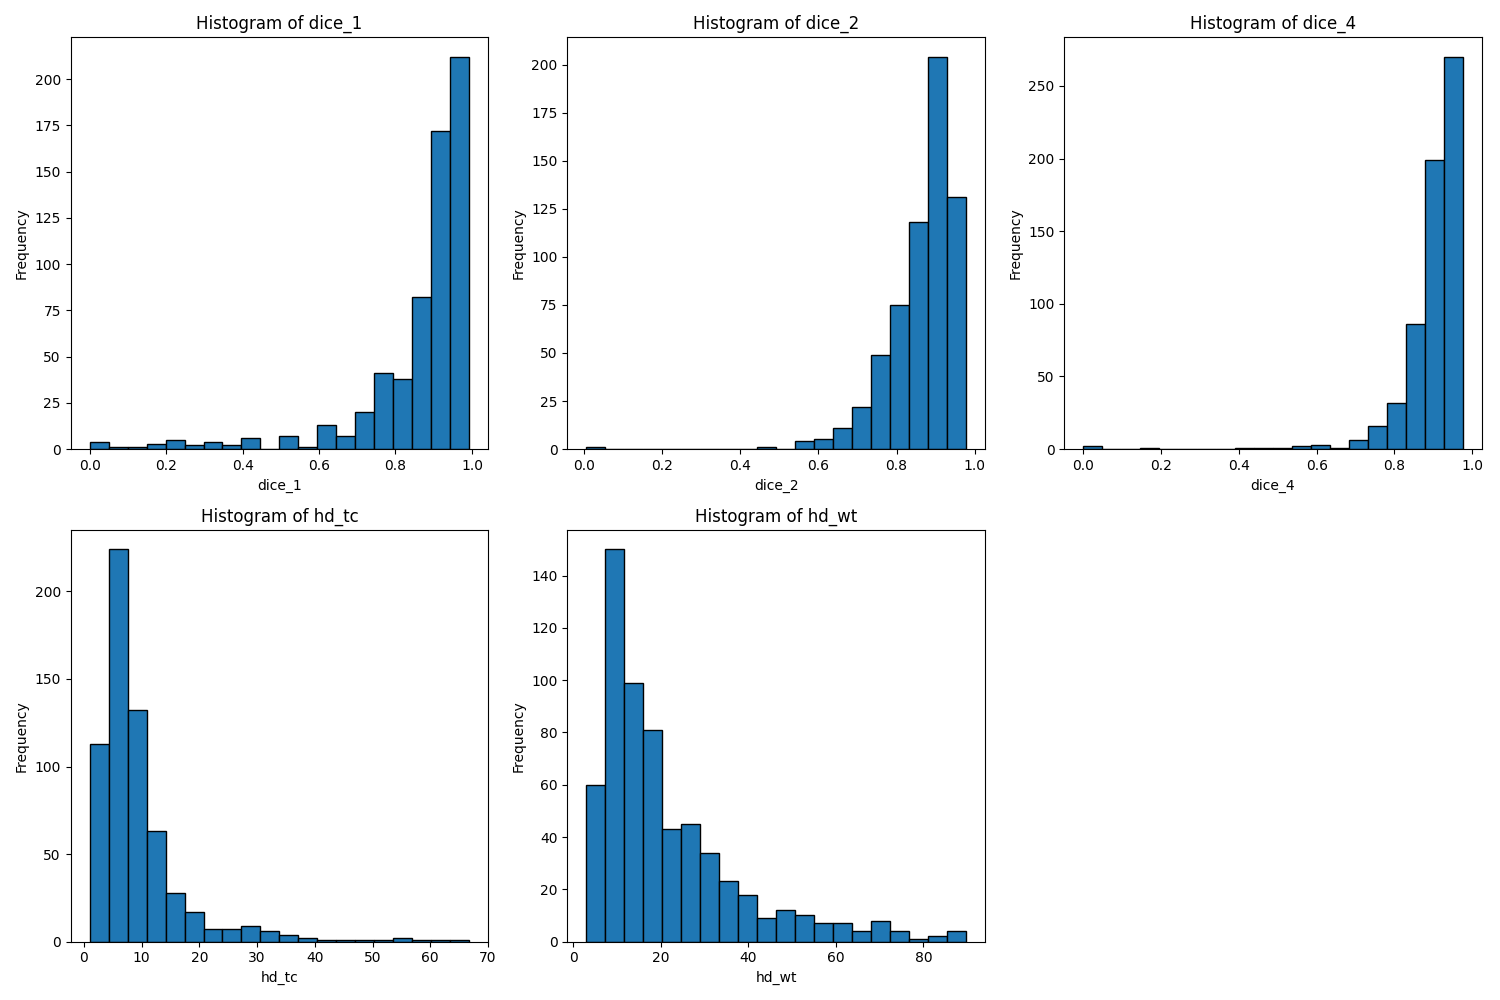 Histogram of dice_1
Frequency
200
175
150
125
100
75
50
25
0
0.0 0.2 0.4 0.6 0.8 1.0
dice_1
Histogram of dice_2
Frequency
200
175
150
125
100
75
50
25
0
0.0 0.2 0.4 0.6 0.8 1.0
dice_2
Histogram of dice_4
Frequency
250
200
150
100
50
0
0.0 0.2 0.4 0.6 0.8 1.0
dice_4
Histogram of hd_tc
Frequency
200
150
100
50
0
0 10 20 30 40 50 60 70
hd_tc
Histogram of hd_wt
Frequency
140
120
100
80
60
40
20
0
0 20 40 60 80
hd_wt